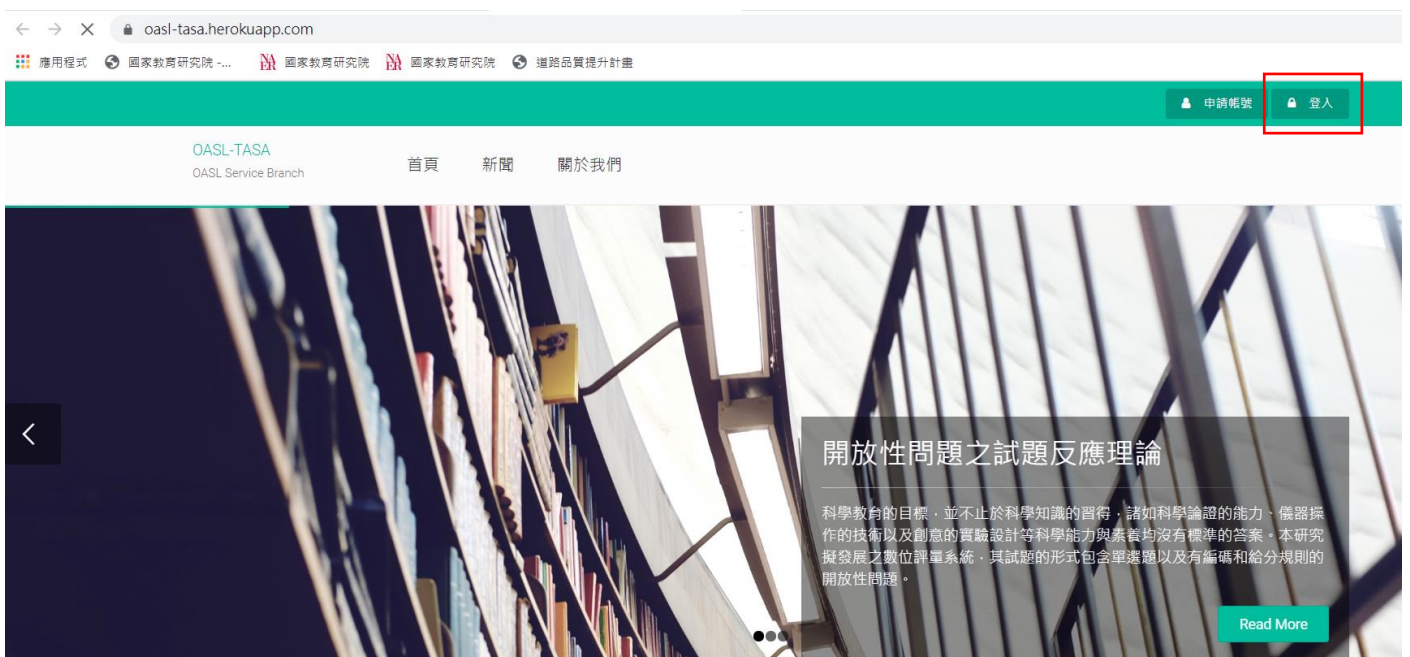 oasl-tasa.herokuapp.com
應用程式 國家教育研究院 -... 國家教育研究院 國家教育研究院 道路品質提升計畫
申請帳號 登入
OASL-TASA
OASL Service Branch
首頁 新聞 關於我們
開放性問題之試題反應理論
科學教育的目標，並不止於科學知識的習得，諸如科學論證的能力、儀器操
作的技術以及創意的實驗設計等科學能力與素養均沒有標準的答案。本研究
擬發展之數位評量系統，其試題的形式包含單選題以及有編碼和給分規則的
開放性問題。
Read More